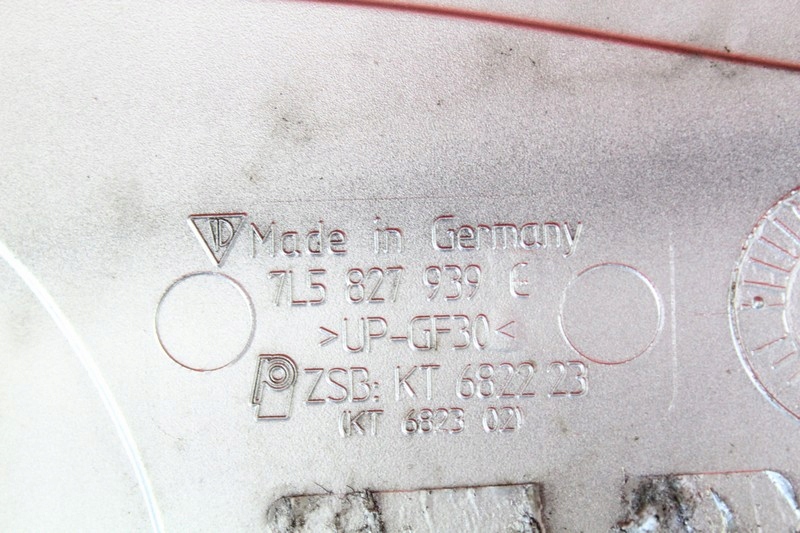 Made in Germany
7L5 827 939 E
>UP-GF30<
ZSB: KT 6822 23
(KT 6823 02)